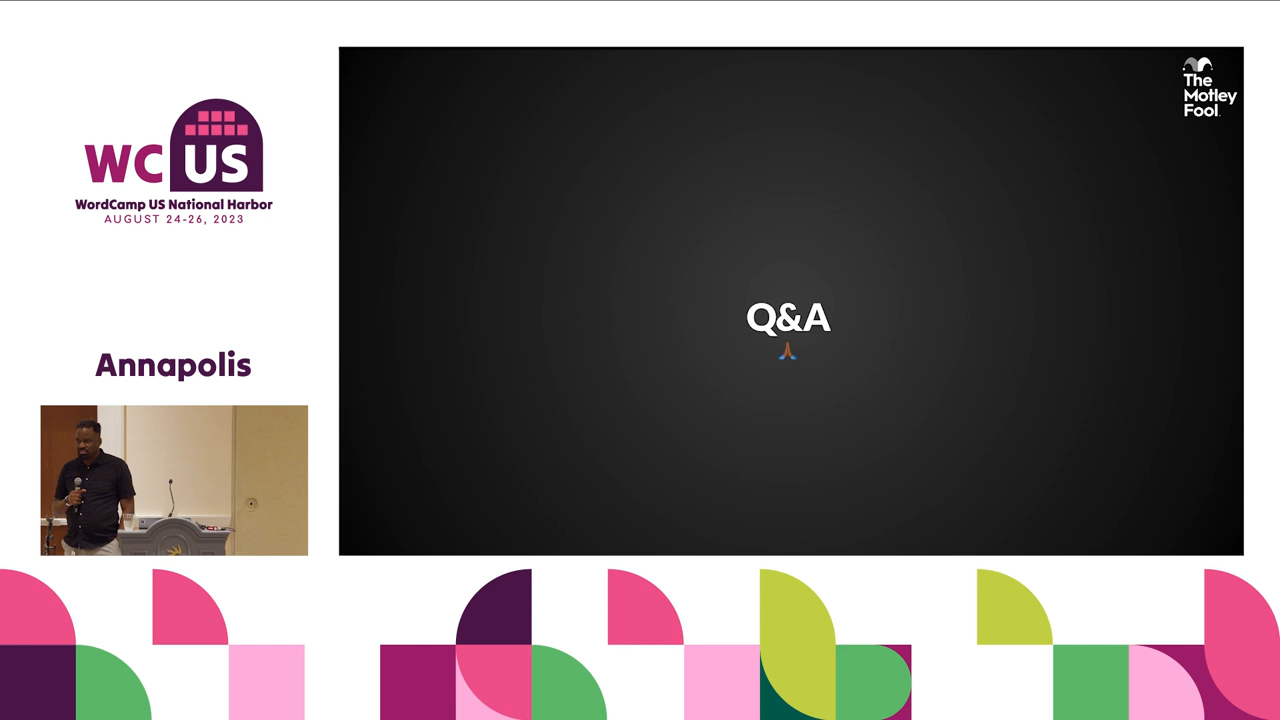 WC US
WordCamp US National Harbor
AUGUST 24-26, 2023
Annapolis
The
Motley
Fool.
Q&A